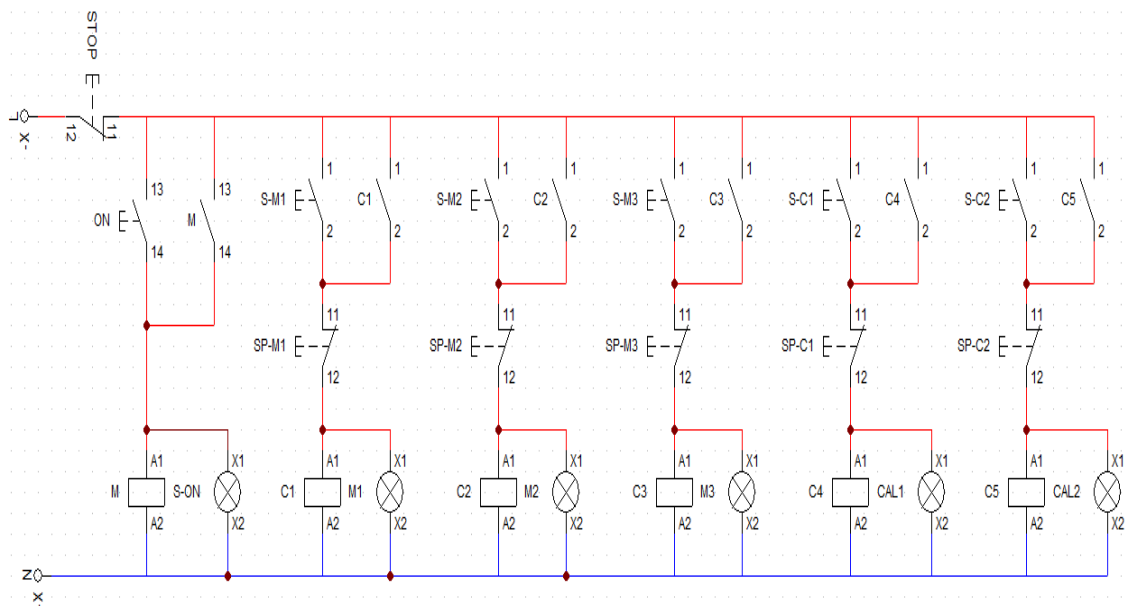 STOP
L
X-
12
11
13
13
1
1
1
1
1
1
1
1
1
1
ON
M
S-M1
C1
S-M2
C2
S-M3
C3
S-C1
C4
S-C2
C5
14
14
2
2
2
2
2
2
2
2
2
2
11
11
11
11
11
SP-M1
SP-M2
SP-M3
SP-C1
SP-C2
12
12
12
12
12
A1
X1
A1
X1
A1
X1
A1
X1
A1
X1
A1
X1
M
S-ON
C1
M1
C2
M2
C3
M3
C4
CAL1
C5
CAL2
A2
X2
A2
X2
A2
X2
A2
X2
A2
X2
A2
X2
N
X-